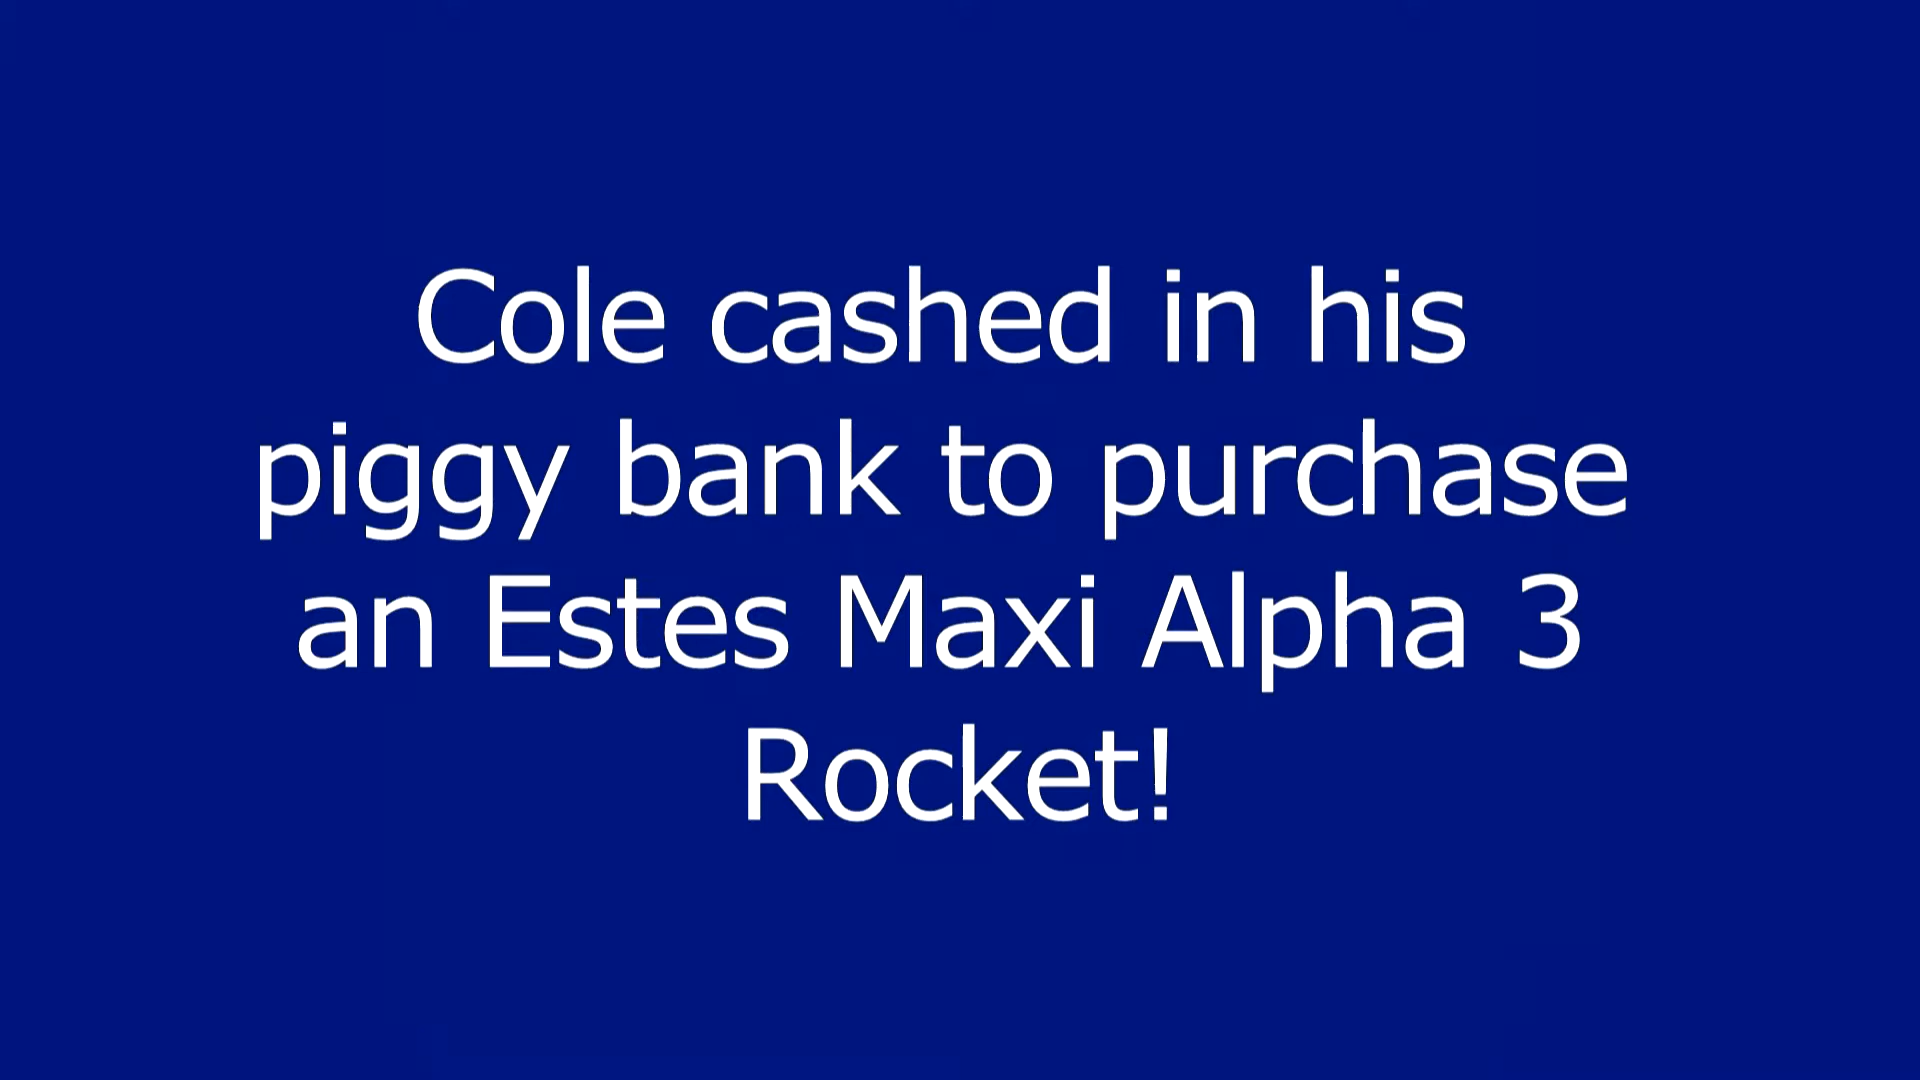 Cole cashed in his
piggy bank to purchase
an Estes Maxi Alpha 3
Rocket!